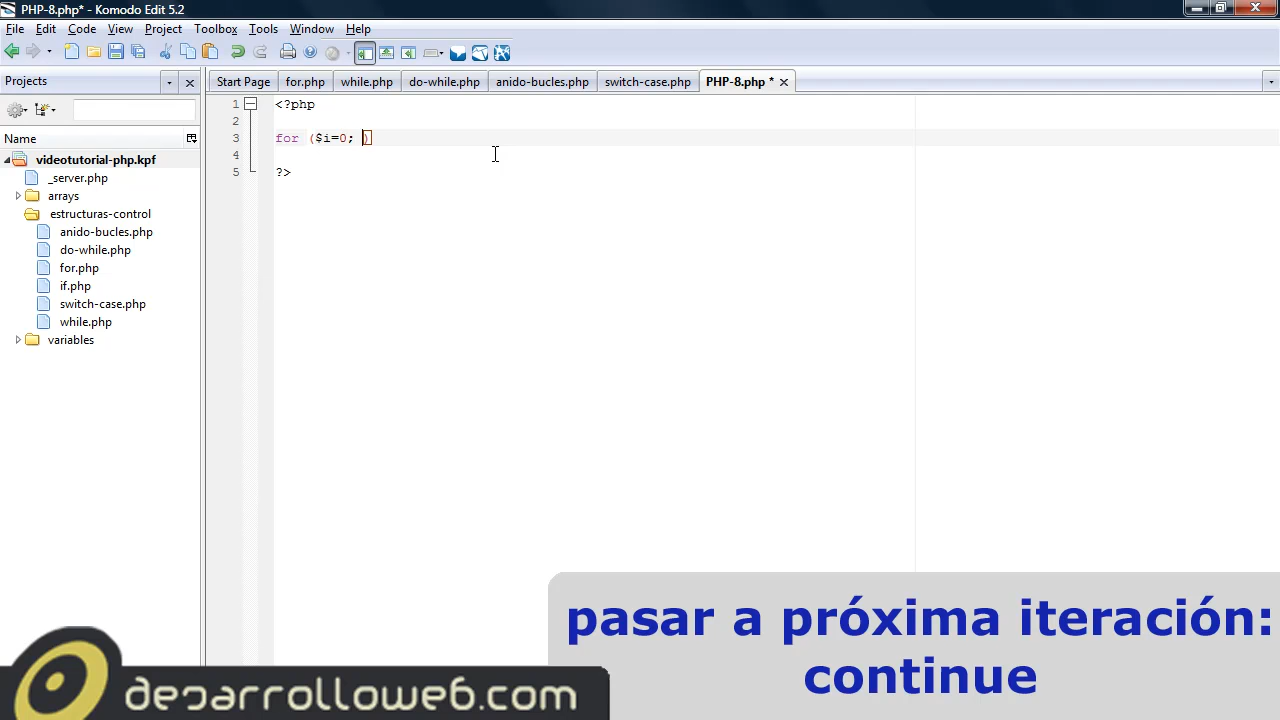 PHP-8.php* - Komodo Edit 5.2
File Edit Code View Project Toolbox Tools Window Help
Projects
Start Page for.php while.php do-while.php anido-bucles.php switch-case.php PHP-8.php *
1 <?php
2
3 for ($i=0; )
4
5 ?>
Name
videotutorial-php.kpf
_server.php
arrays
estructuras-control
anido-bucles.php
do-while.php
for.php
if.php
switch-case.php
while.php
variables
pasar a próxima iteración:
continue
desarrolloweb.com